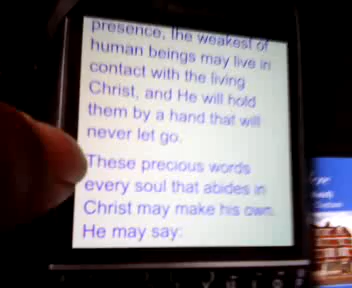 presence, the weakest of
human beings may live in
contact with the living
Christ, and He will hold
them by a hand that will
never let go.
These precious words
every soul that abides in
Christ may make his own.
He may say: